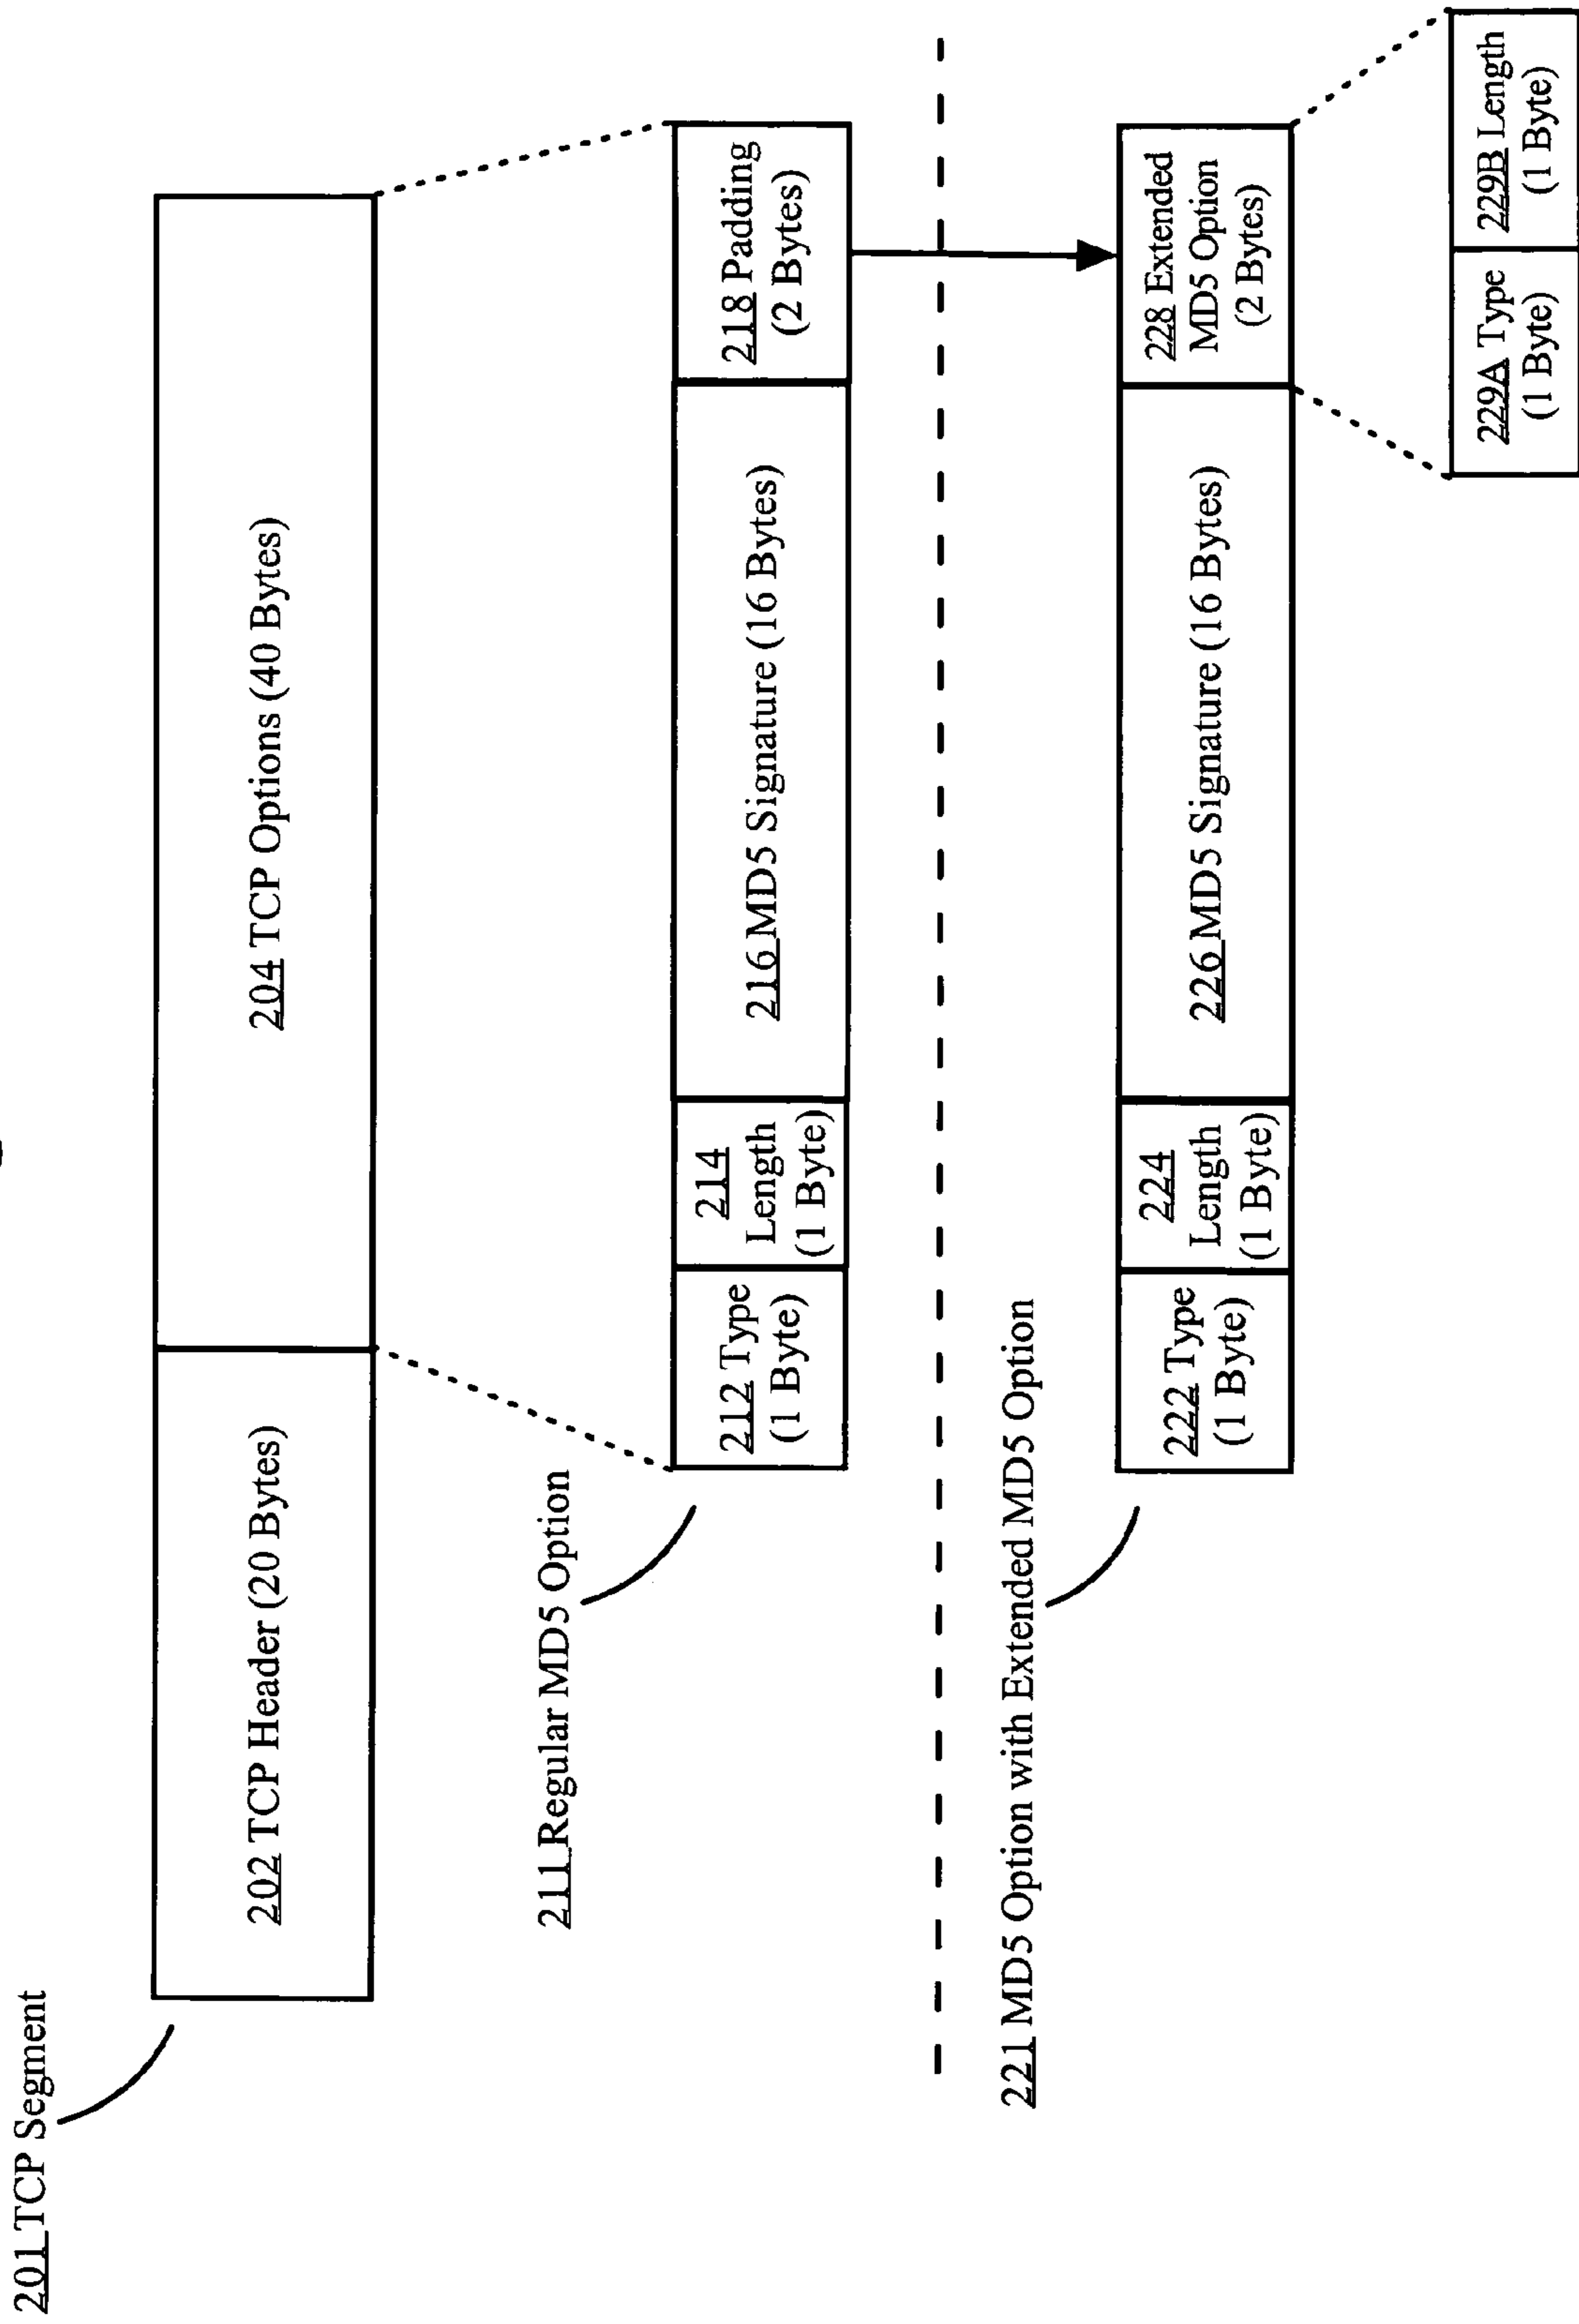 201 TCP Segment
202 TCP Header (20 Bytes)
204 TCP Options (40 Bytes)
211 Regular MD5 Option
212 Type
(1 Byte)
214
Length
(1 Byte)
216 MD5 Signature (16 Bytes)
218 Padding
(2 Bytes)
221 MD5 Option with Extended MD5 Option
222 Type
(1 Byte)
224
Length
(1 Byte)
226 MD5 Signature (16 Bytes)
228 Extended
MD5 Option
(2 Bytes)
229A Type
(1 Byte)
229B Length
(1 Byte)